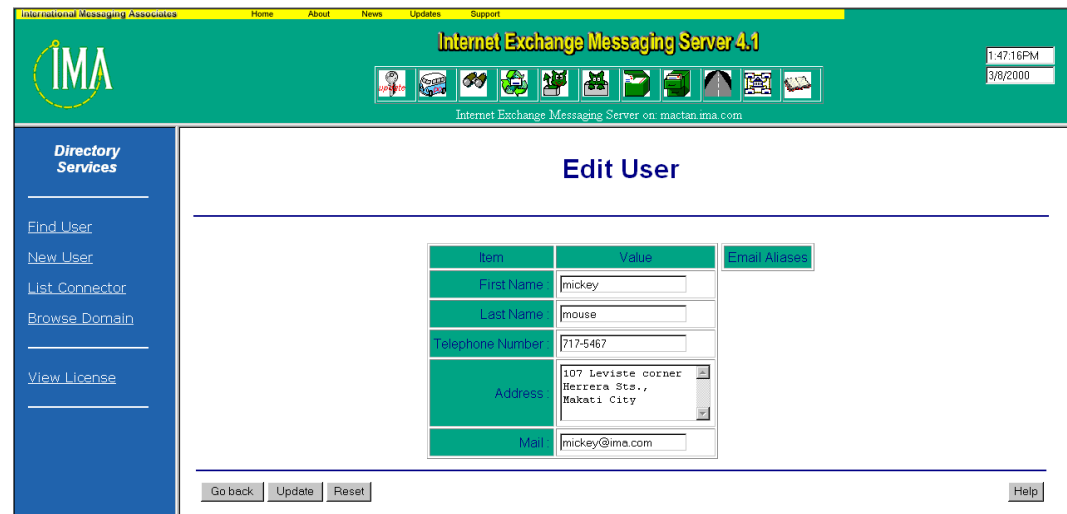 International Messaging Associates Home About News Updates Support
IMA
Internet Exchange Messaging Server 4.1
update
Internet Exchange Messaging Server on: mactan.ima.com
1:47:16PM
3/8/2000
Directory
Services
Find User
New User
List Connector
Browse Domain
View License
Edit User
Item Value Email Aliases
First Name : mickey
Last Name : mouse
Telephone Number : 717-5467
Address : 107 Leviste corner
Herrera Sts.,
Makati City
Mail : mickey@ima.com
Go back Update Reset Help